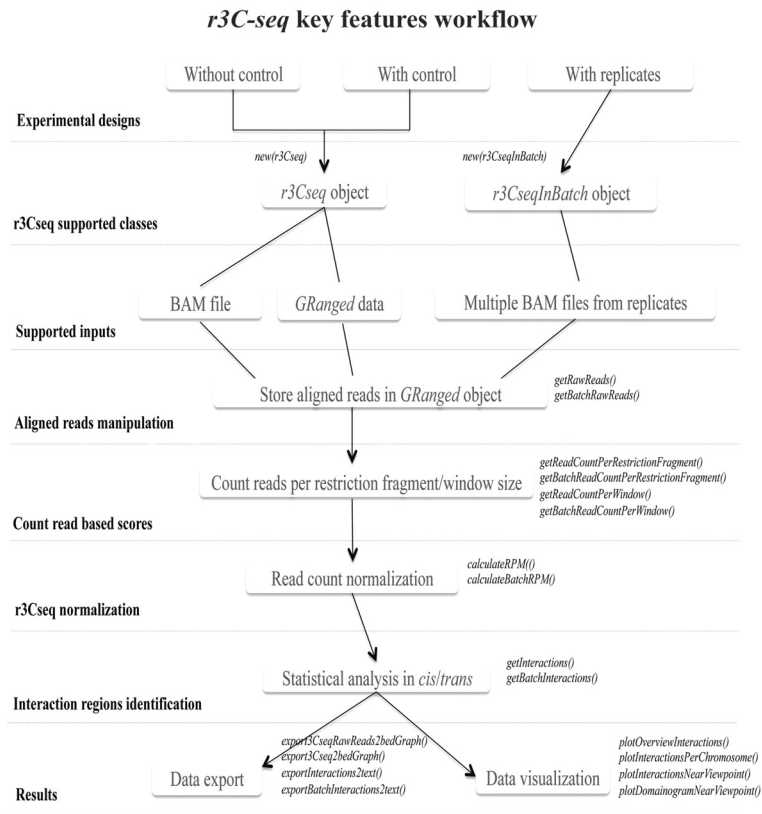 r3C-seq key features workflow
Without control
With control
With replicates
Experimental designs
new(r3Cseq)
new(r3CseqInBatch)
r3Cseq object
r3CseqInBatch object
r3Cseq supported classes
BAM file
GRanged data
Multiple BAM files from replicates
Supported inputs
Store aligned reads in GRanged object
getRawReads()
getBatchRawReads()
Aligned reads manipulation
Count reads per restriction fragment/window size
getReadCountPerRestrictionFragment()
getBatchReadCountPerRestrictionFragment()
getReadCountPerWindow()
getBatchReadCountPerWindow()
Count read based scores
Read count normalization
calculateRPM(()
calculateBatchRPM()
r3Cseq normalization
Statistical analysis in cis/trans
getInteractions()
getBatchInteractions()
Interaction regions identification
export3CseqRawReads2bedGraph()
export3Cseq2bedGraph()
exportInteractions2text()
exportBatchInteractions2text()
Data export
Data visualization
plotOverviewInteractions()
plotInteractionsPerChromosome()
plotInteractionsNearViewpoint()
plotDomainogramNearViewpoint()
Results